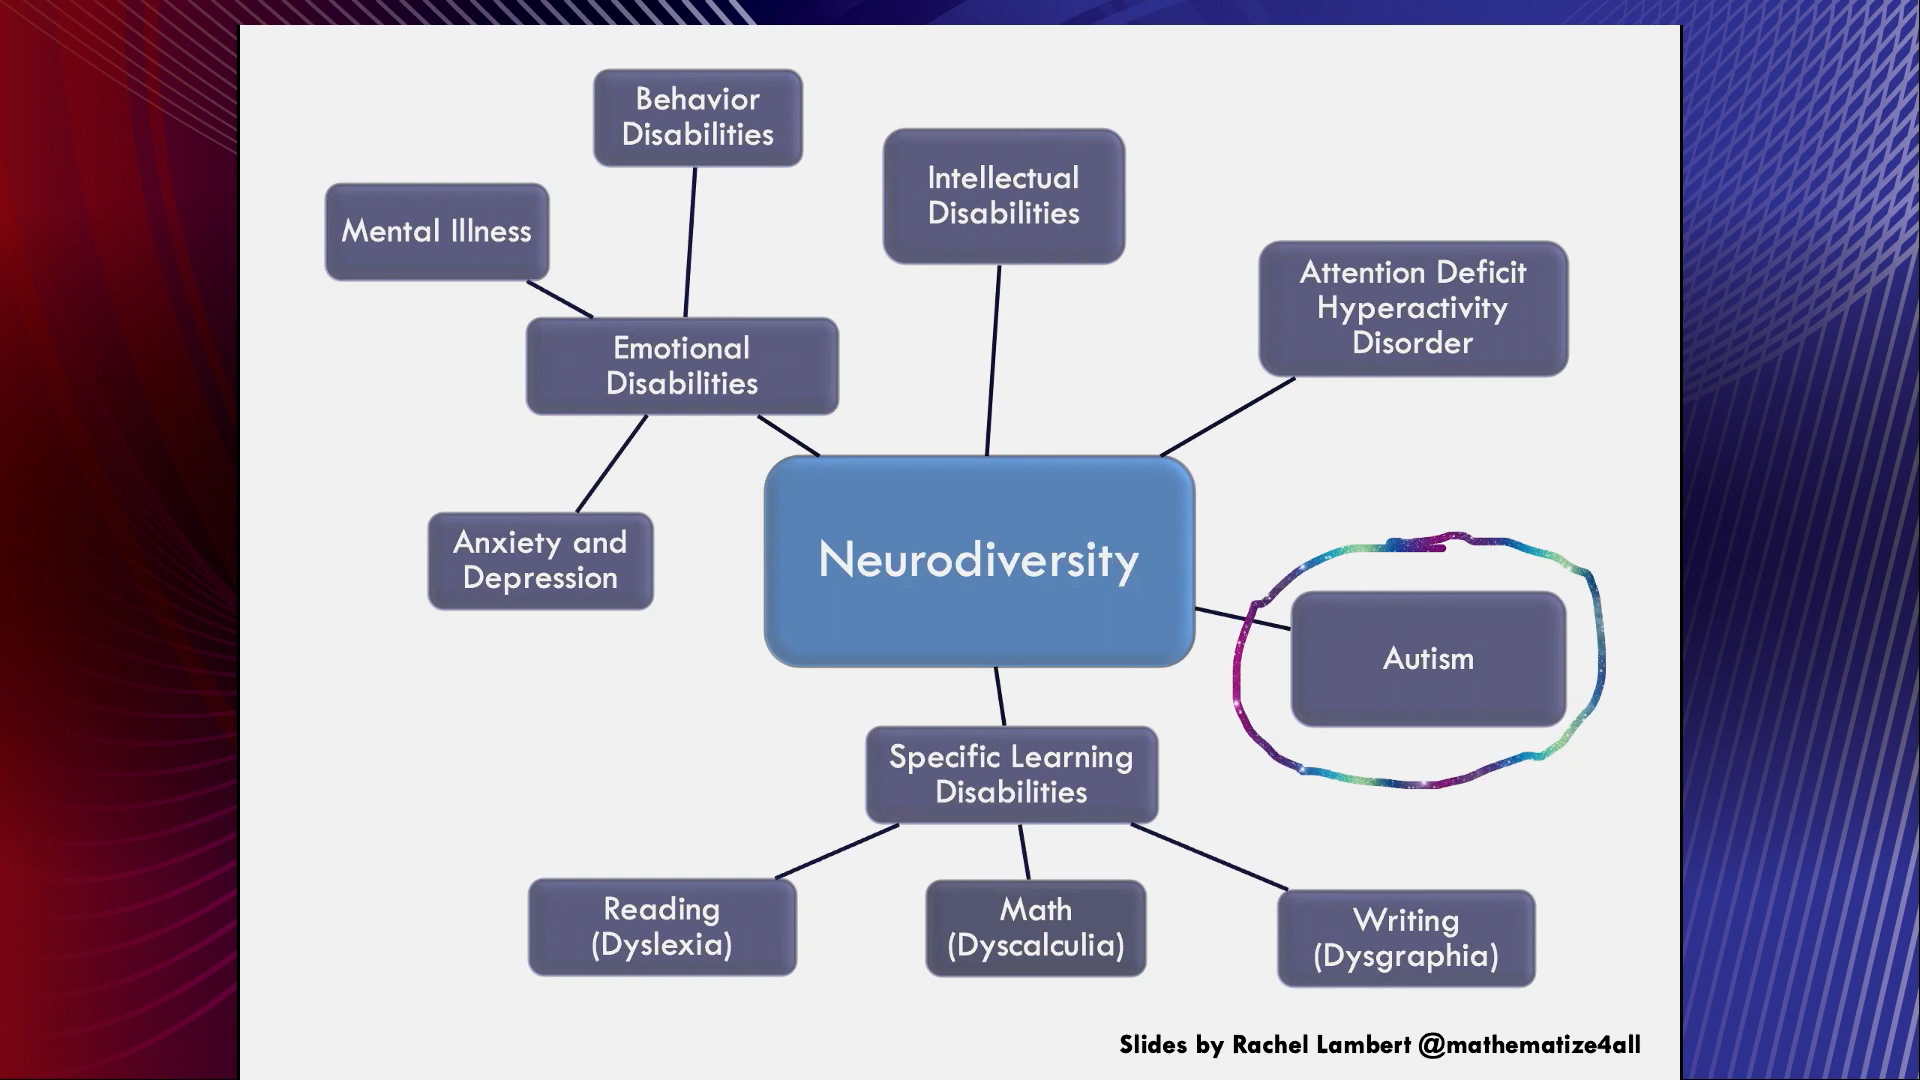 Behavior
Disabilities
Intellectual
Disabilities
Mental Illness
Attention Deficit
Hyperactivity
Disorder
Emotional
Disabilities
Anxiety and
Depression
Neurodiversity
Autism
Specific Learning
Disabilities
Reading
(Dyslexia)
Math
(Dyscalculia)
Writing
(Dysgraphia)
Slides by Rachel Lambert @mathematize4all